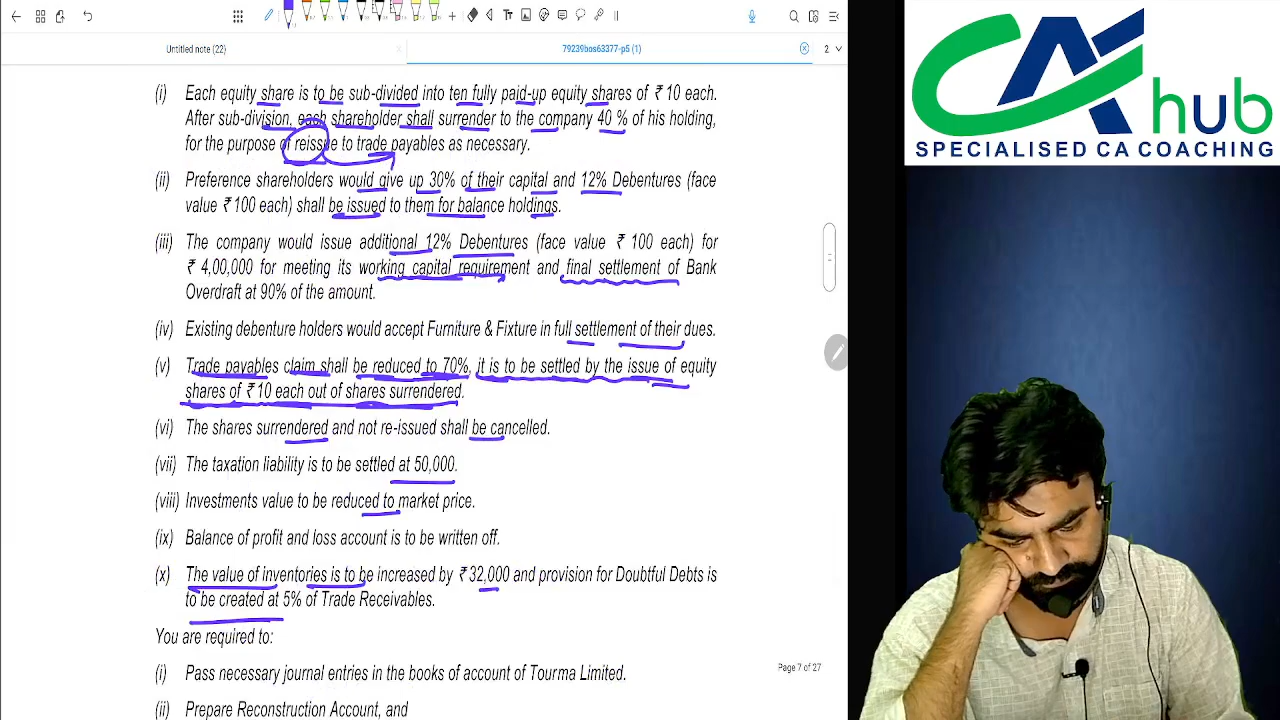 Untitled note (22)
79239bos63377-p5 (1)
2
(i) Each equity share is to be sub-divided into ten fully paid-up equity shares of ₹ 10 each.
After sub-division, each shareholder shall surrender to the company 40 % of his holding,
for the purpose of reissue to trade payables as necessary.
(ii) Preference shareholders would give up 30% of their capital and 12% Debentures (face
value ₹ 100 each) shall be issued to them for balance holdings.
(iii) The company would issue additional 12% Debentures (face value ₹ 100 each) for
₹ 4,00,000 for meeting its working capital requirement and final settlement of Bank
Overdraft at 90% of the amount.
(iv) Existing debenture holders would accept Furniture & Fixture in full settlement of their dues.
(v) Trade payables claim shall be reduced to 70%, it is to be settled by the issue of equity
shares of ₹ 10 each out of shares surrendered.
(vi) The shares surrendered and not re-issued shall be cancelled.
(vii) The taxation liability is to be settled at 50,000.
(viii) Investments value to be reduced to market price.
(ix) Balance of profit and loss account is to be written off.
(x) The value of inventories is to be increased by ₹ 32,000 and provision for Doubtful Debts is
to be created at 5% of Trade Receivables.
You are required to:
(i) Pass necessary journal entries in the books of account of Tourma Limited.
Page 7 of 27
(ii) Prepare Reconstruction Account, and
CA hub
SPECIALISED CA COACHING